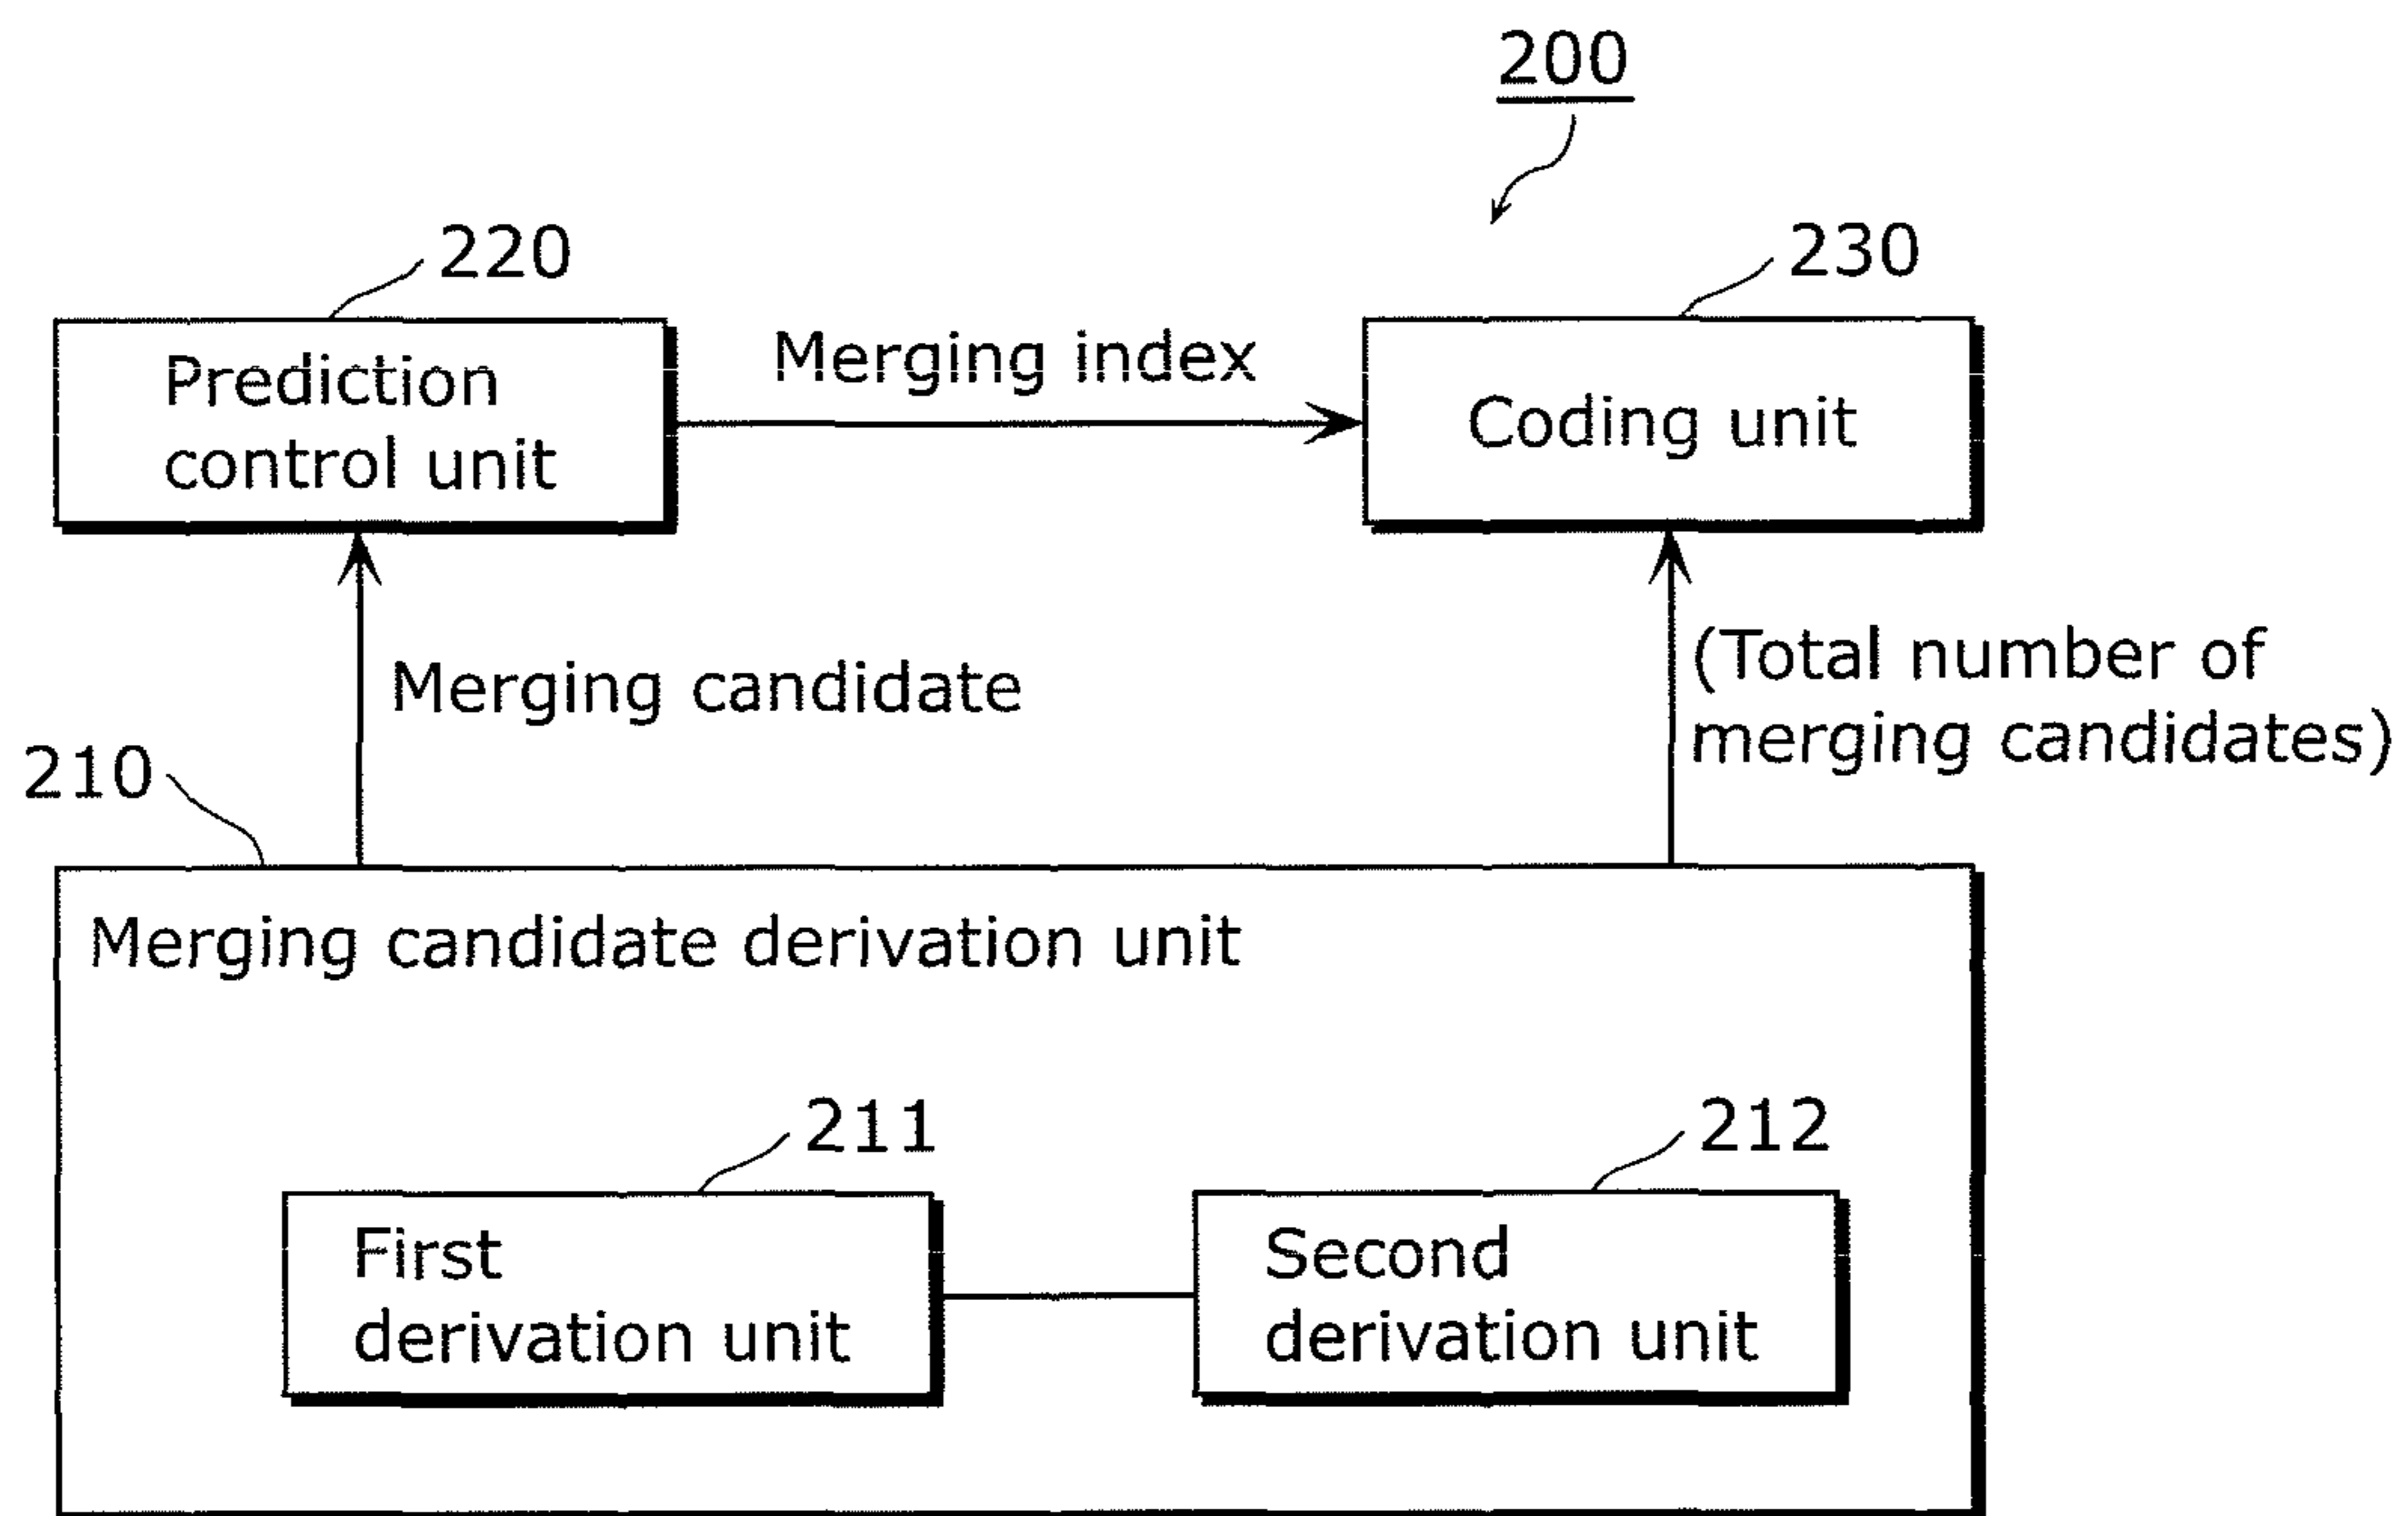 200
220
230
Prediction
control unit
Merging index
Coding unit
Merging candidate
(Total number of
merging candidates)
210
Merging candidate derivation unit
211
212
First
derivation unit
Second
derivation unit